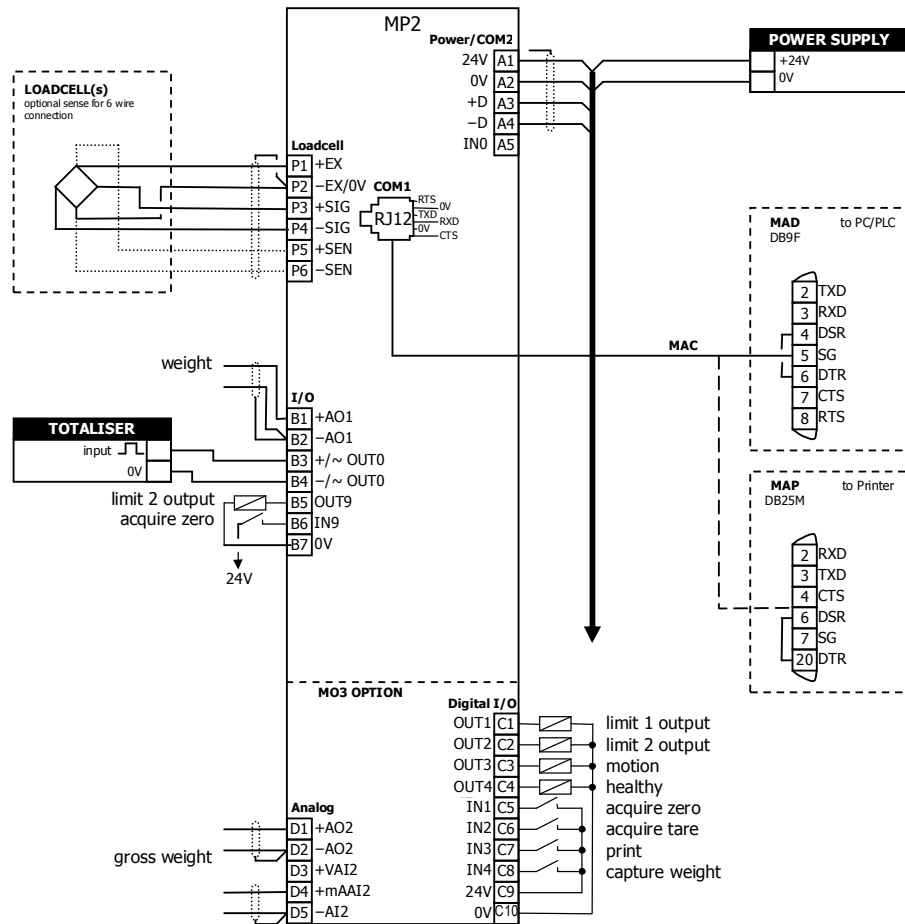 MP2
Power/COM2
24V A1
0V A2
+D A3
−D A4
IN0 A5
POWER SUPPLY
+24V
0V
LOADCELL(s)
optional sense for 6 wire
connection
Loadcell
P1 +EX
P2 −EX/0V
P3 +SIG
P4 −SIG
P5 +SEN
P6 −SEN
COM1
RJ12
RTS
0V
TXD
RXD
0V
CTS
MAC
MAD to PC/PLC
DB9F
2 TXD
3 RXD
4 DSR
5 SG
6 DTR
7 CTS
8 RTS
weight
I/O
B1 +AO1
B2 −AO1
B3 +/~ OUT0
B4 −/~ OUT0
B5 OUT9
B6 IN9
B7 0V
TOTALISER
input
0V
limit 2 output
acquire zero
24V
MAP to Printer
DB25M
2 RXD
3 TXD
4 CTS
6 DSR
7 SG
20 DTR
MO3 OPTION
Digital I/O
OUT1 C1 limit 1 output
OUT2 C2 limit 2 output
OUT3 C3 motion
OUT4 C4 healthy
IN1 C5 acquire zero
IN2 C6 acquire tare
IN3 C7 print
IN4 C8 capture weight
24V C9
0V C10
Analog
D1 +AO2
D2 −AO2
D3 +VAI2
D4 +mAAI2
D5 −AI2
gross weight